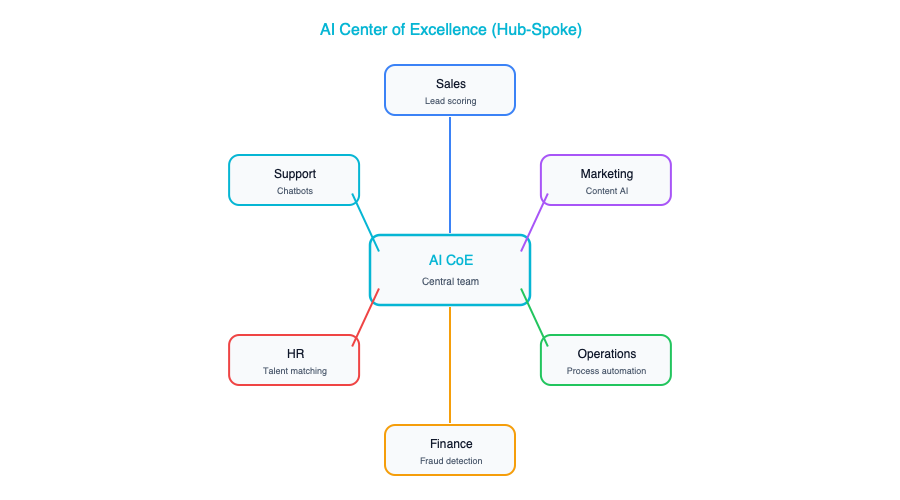 AI Center of Excellence (Hub-Spoke)
Sales
Lead scoring
Support
Chatbots
Marketing
Content AI
AI CoE
Central team
HR
Talent matching
Operations
Process automation
Finance
Fraud detection